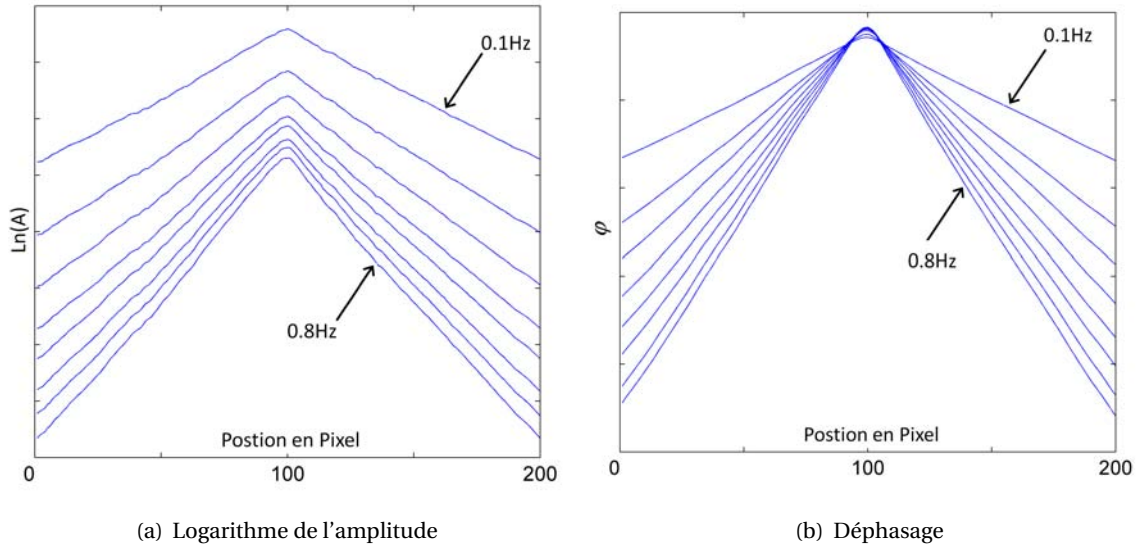 Ln(A)
0.1Hz
0.8Hz
Postion en Pixel
0
100
200
(a) Logarithme de l'amplitude
φ
0.1Hz
0.8Hz
Postion en Pixel
0
100
200
(b) Déphasage